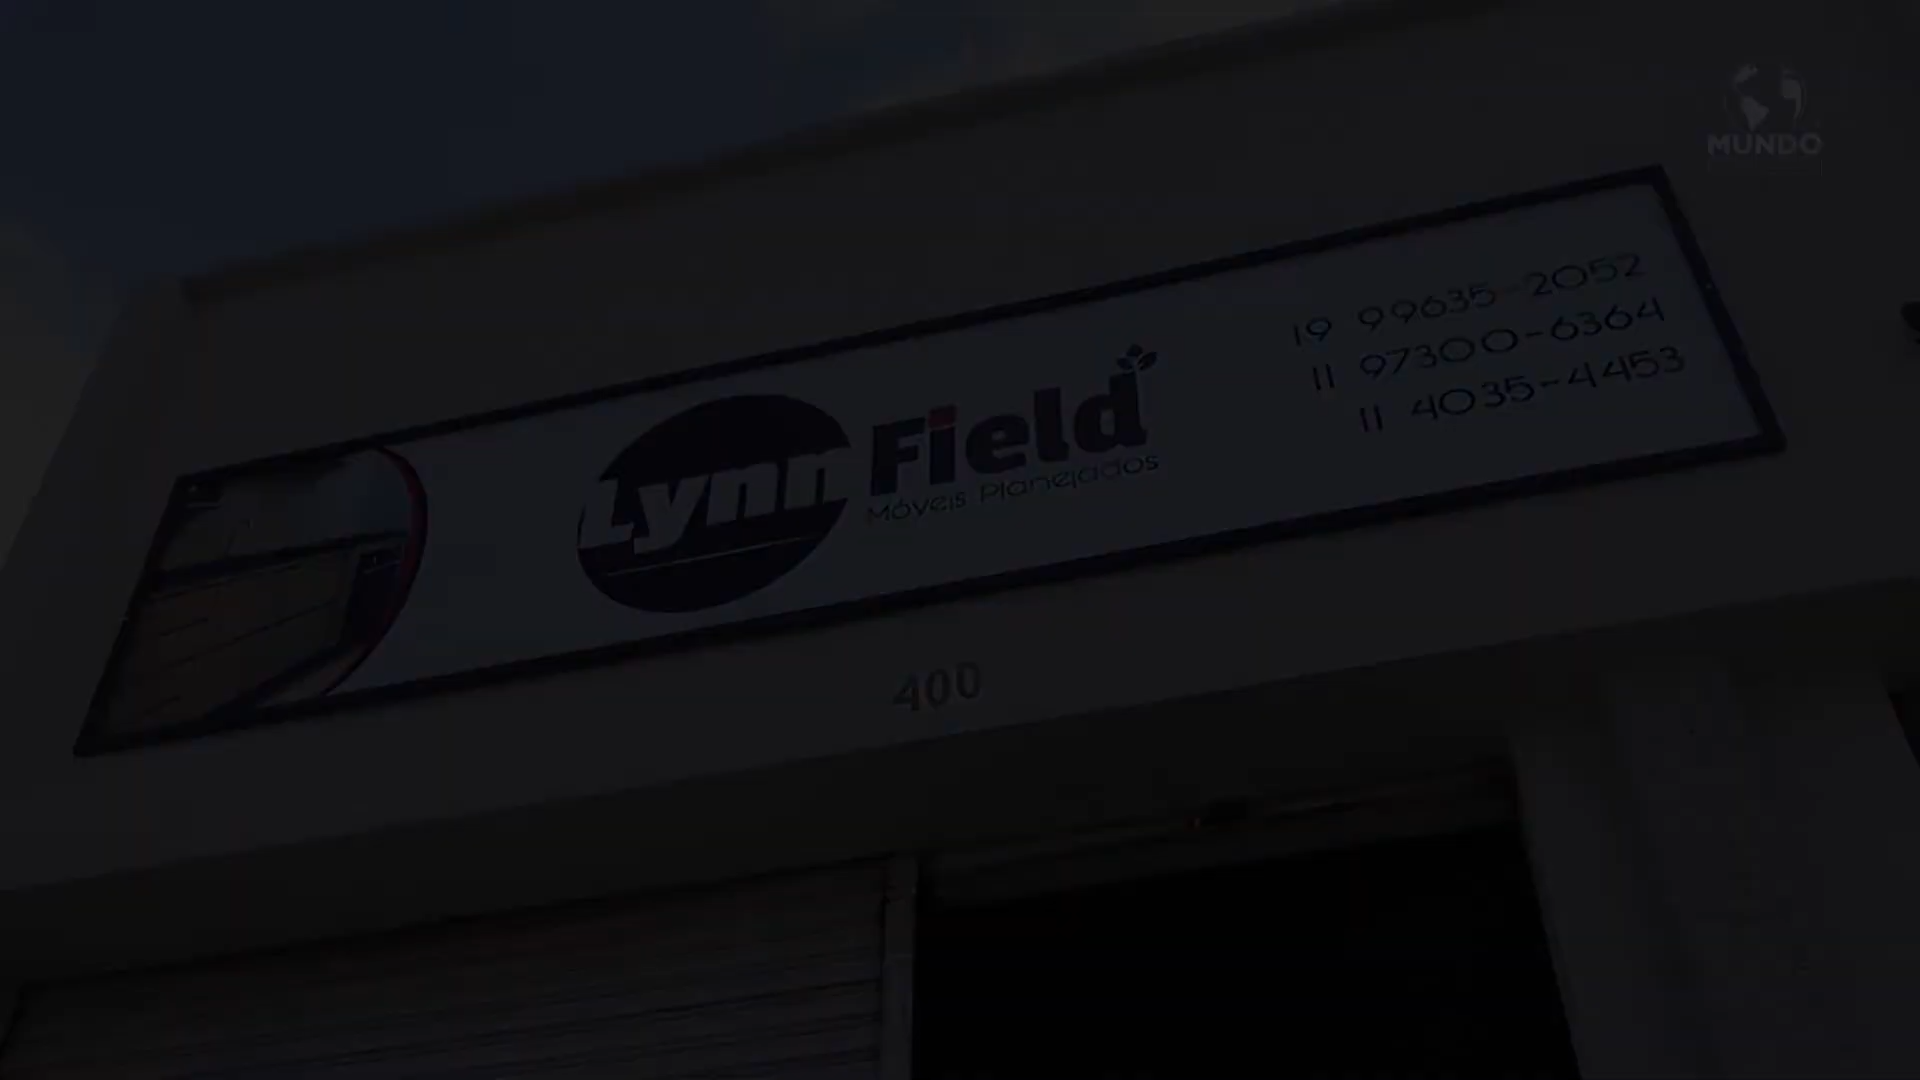 MUNDO
19 99635-2052
11 97300-6364
11 4035-4453
Lynn Field
Móveis Planejados
400